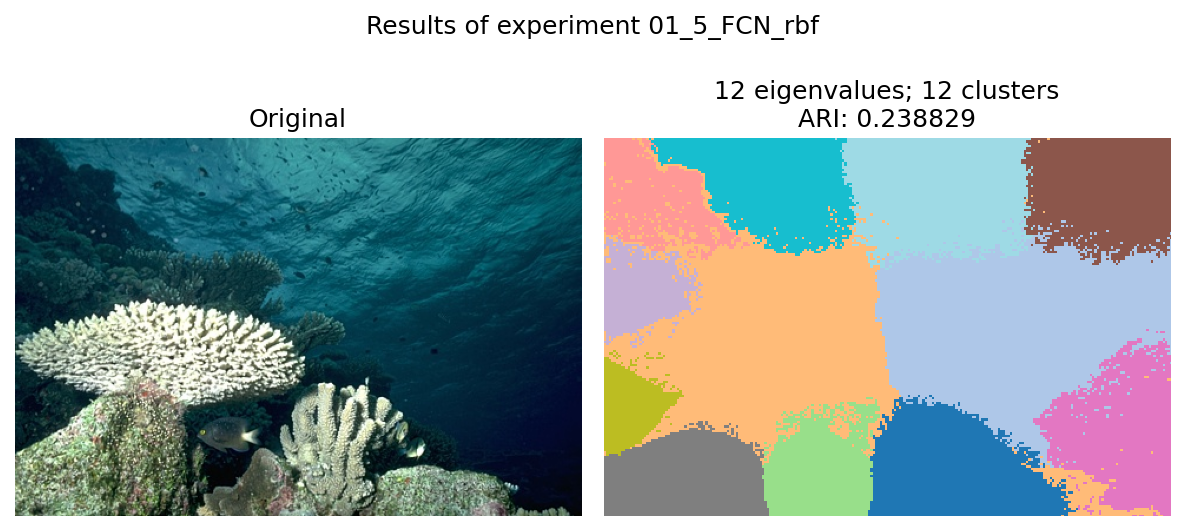 Results of experiment 01_5_FCN_rbf
Original
12 eigenvalues; 12 clusters
ARI: 0.238829